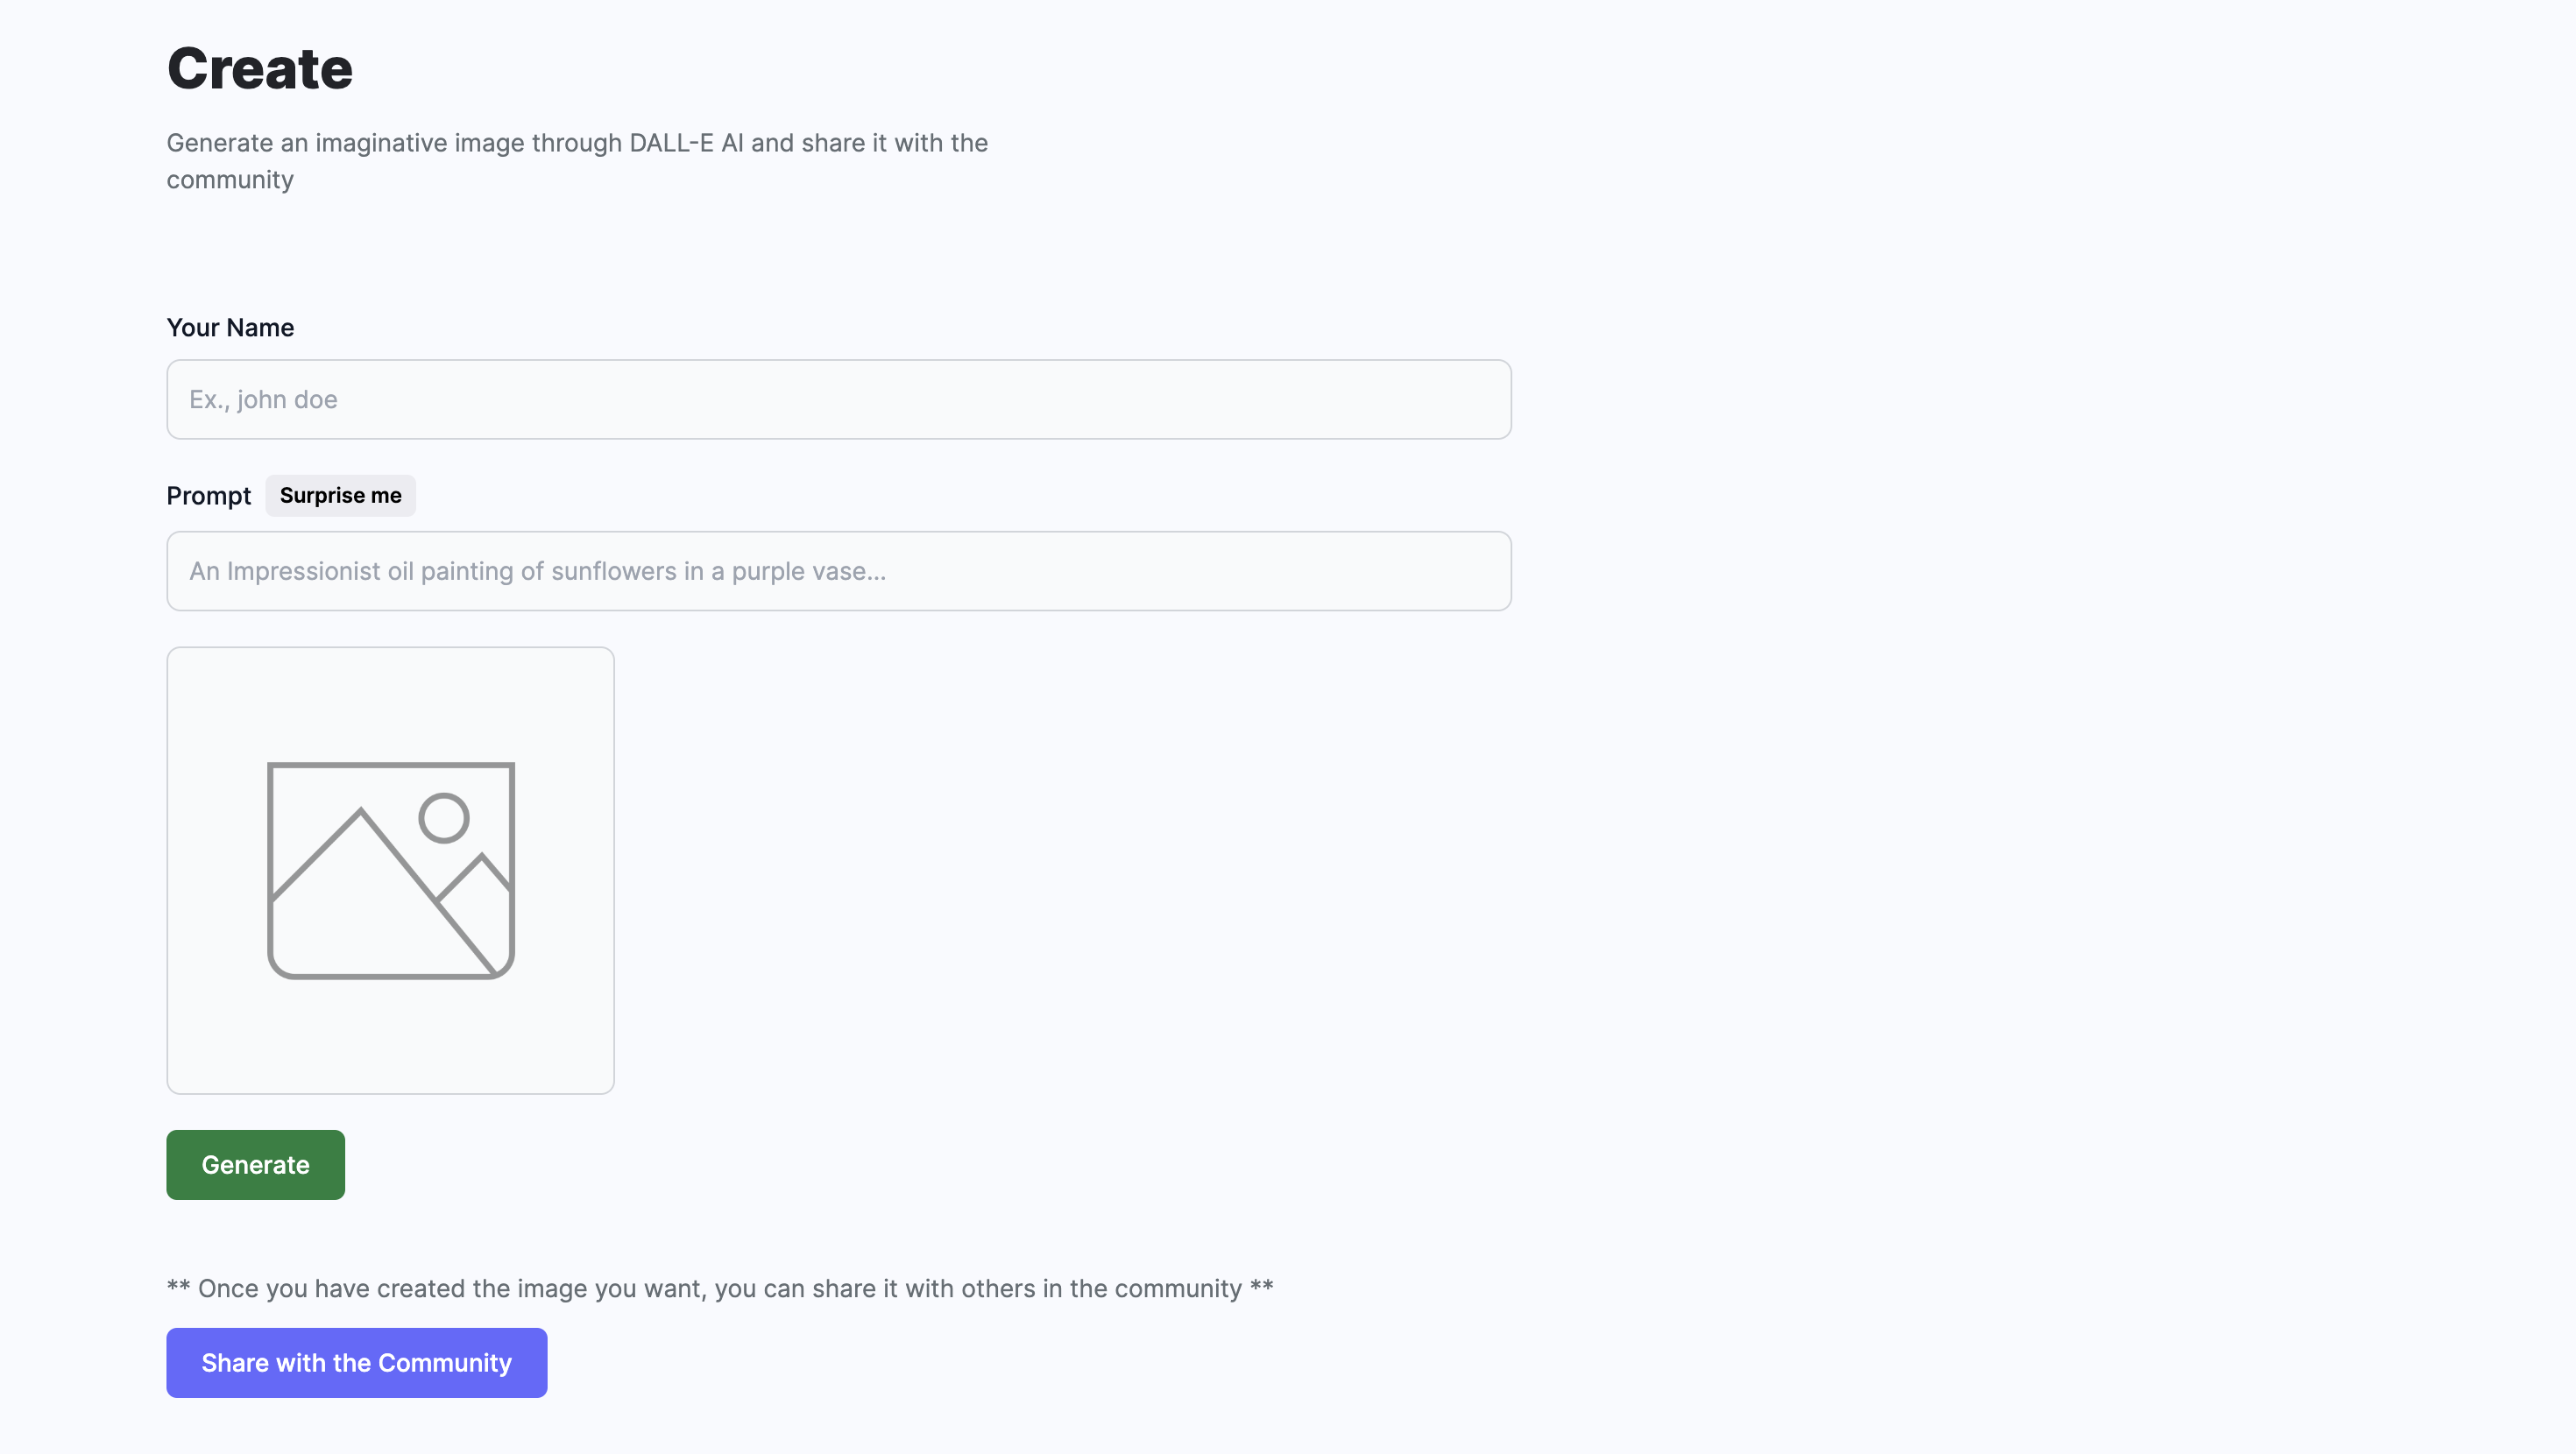 Create
Generate an imaginative image through DALL-E AI and share it with the
community
Your Name
Ex., john doe
Prompt Surprise me
An Impressionist oil painting of sunflowers in a purple vase...
Generate
** Once you have created the image you want, you can share it with others in the community **
Share with the Community